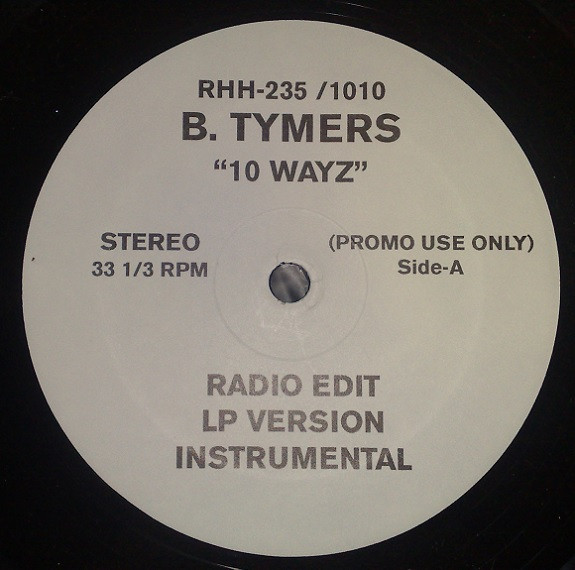 RHH-235 /1010
B. TYMERS
“10 WAYZ”
STEREO
33 1/3 RPM
(PROMO USE ONLY)
Side-A
RADIO EDIT
LP VERSION
INSTRUMENTAL